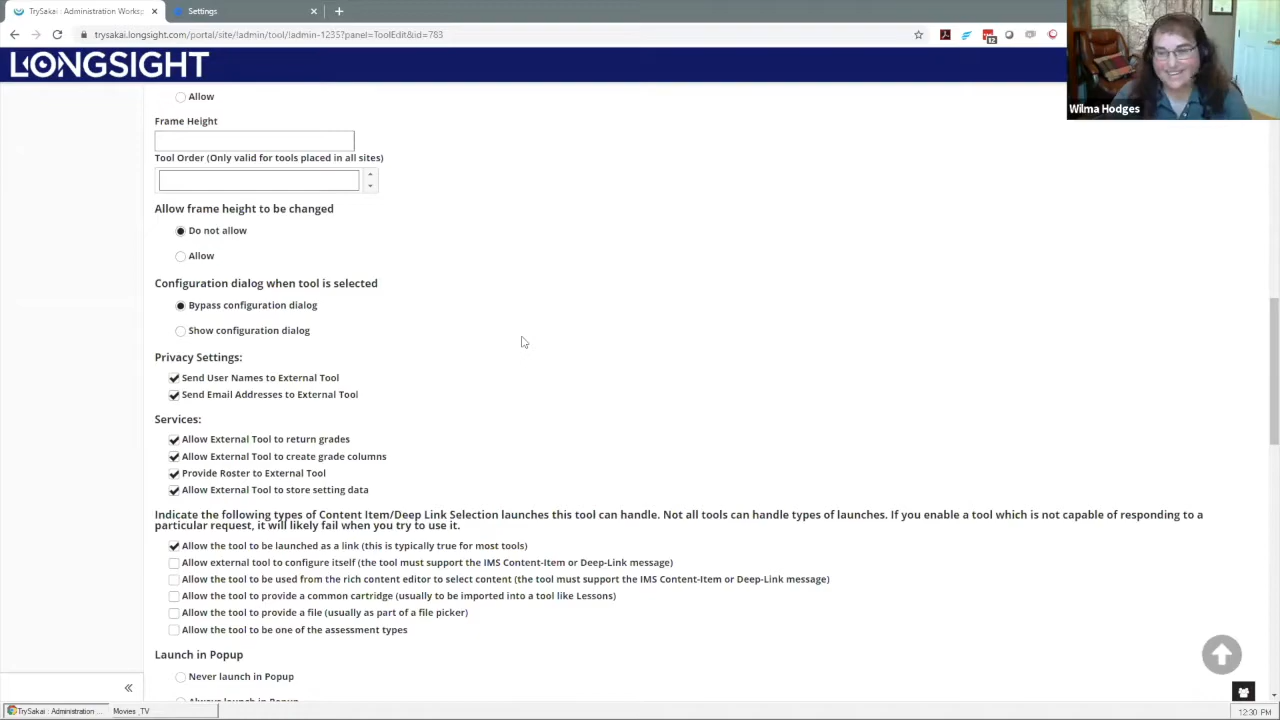 TrySakai : Administration Works
Settings
trysakai.longsight.com/portal/site/!admin/tool/!admin-1235?panel=ToolEdit&id=783
12
LONGSIGHT
Wilma Hodges
Allow
Frame Height
Tool Order (Only valid for tools placed in all sites)
Allow frame height to be changed
Do not allow
Allow
Configuration dialog when tool is selected
Bypass configuration dialog
Show configuration dialog
Privacy Settings:
Send User Names to External Tool
Send Email Addresses to External Tool
Services:
Allow External Tool to return grades
Allow External Tool to create grade columns
Provide Roster to External Tool
Allow External Tool to store setting data
Indicate the following types of Content Item/Deep Link Selection launches this tool can handle. Not all tools can handle types of launches. If you enable a tool which is not capable of responding to a
particular request, it will likely fail when you try to use it.
Allow the tool to be launched as a link (this is typically true for most tools)
Allow external tool to configure itself (the tool must support the IMS Content-Item or Deep-Link message)
Allow the tool to be used from the rich content editor to select content (the tool must support the IMS Content-Item or Deep-Link message)
Allow the tool to provide a common cartridge (usually to be imported into a tool like Lessons)
Allow the tool to provide a file (usually as part of a file picker)
Allow the tool to be one of the assessment types
Launch in Popup
Never launch in Popup
Always launch in Popup
TrySakai : Administration ...
Movies _TV
12:30 PM